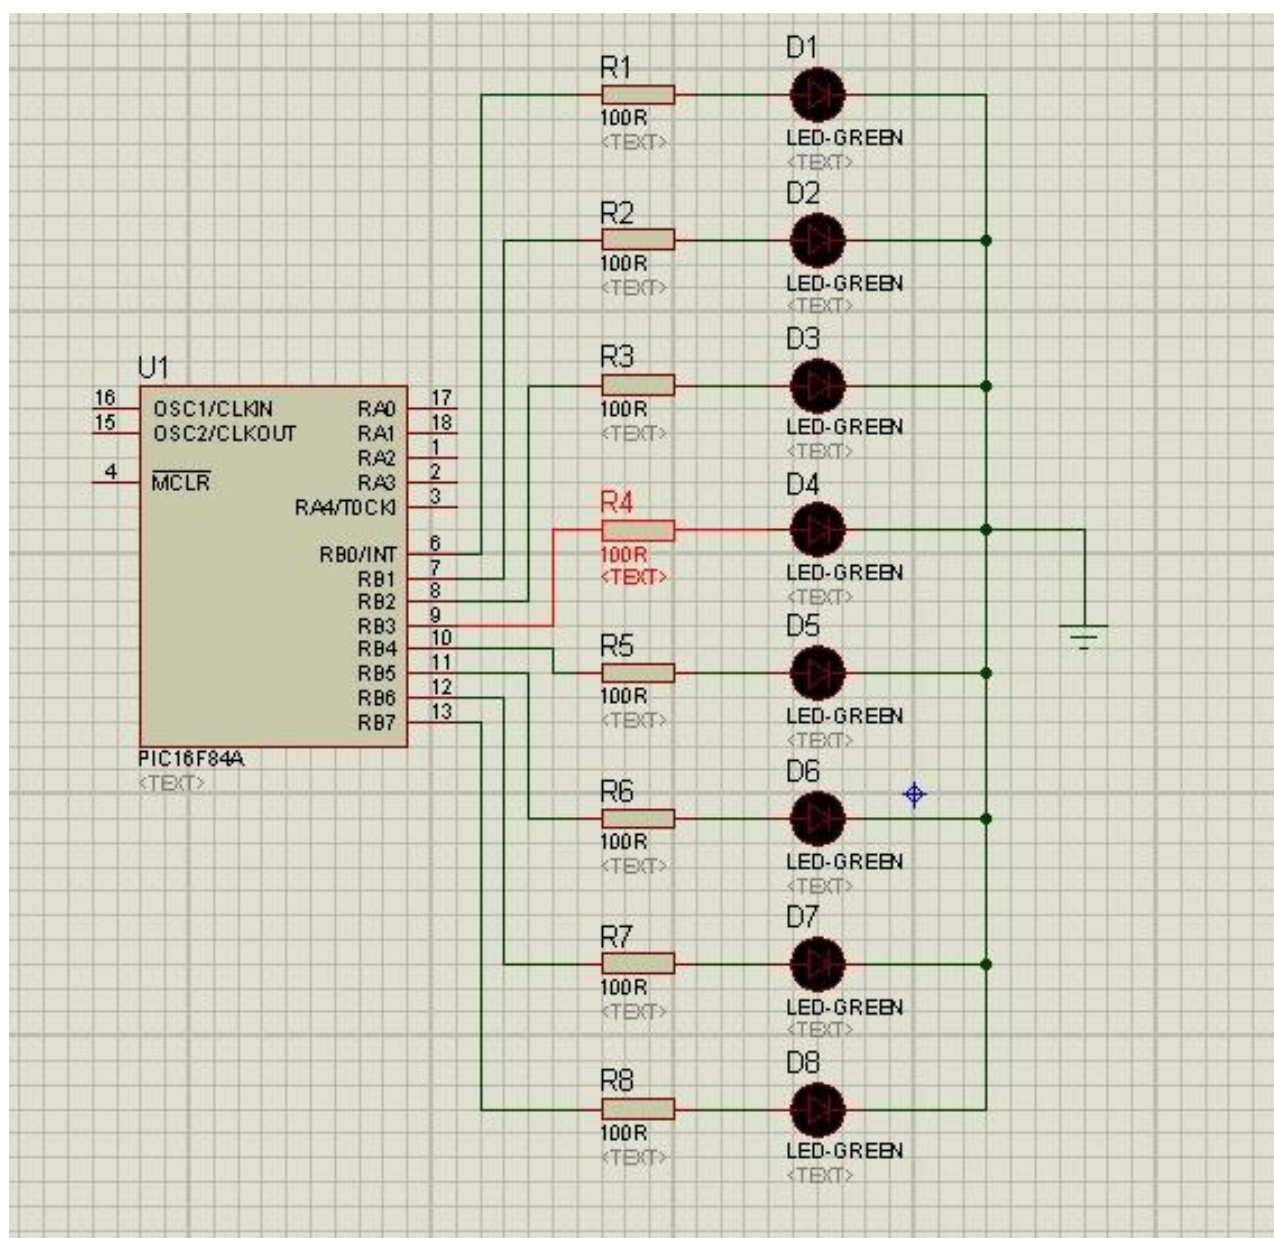 D1
R1
100R
<TEXT>
LED-GREEN
<TEXT>
D2
R2
100R
<TEXT>
LED-GREEN
<TEXT>
D3
R3
100R
<TEXT>
LED-GREEN
<TEXT>
D4
R4
100R
<TEXT>
LED-GREEN
<TEXT>
D5
R5
100R
<TEXT>
LED-GREEN
<TEXT>
D6
R6
100R
<TEXT>
LED-GREEN
<TEXT>
D7
R7
100R
<TEXT>
LED-GREEN
<TEXT>
D8
R8
100R
<TEXT>
LED-GREEN
<TEXT>
U1
16 OSC1/CLKIN
15 OSC2/CLKOUT
4 MCLR
RA0 17
RA1 18
RA2 1
RA3 2
RA4/T0CKI 3
RB0/INT 6
RB1 7
RB2 8
RB3 9
RB4 10
RB5 11
RB6 12
RB7 13
PIC16F84A
<TEXT>